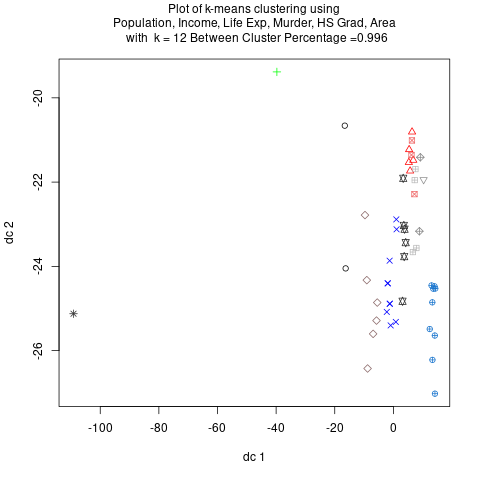 Plot of k-means clustering using
Population, Income, Life Exp, Murder, HS Grad, Area
with k = 12 Between Cluster Percentage =0.996
-20
-22
-24
-26
dc 2
-100 -80 -60 -40 -20 0
dc 1